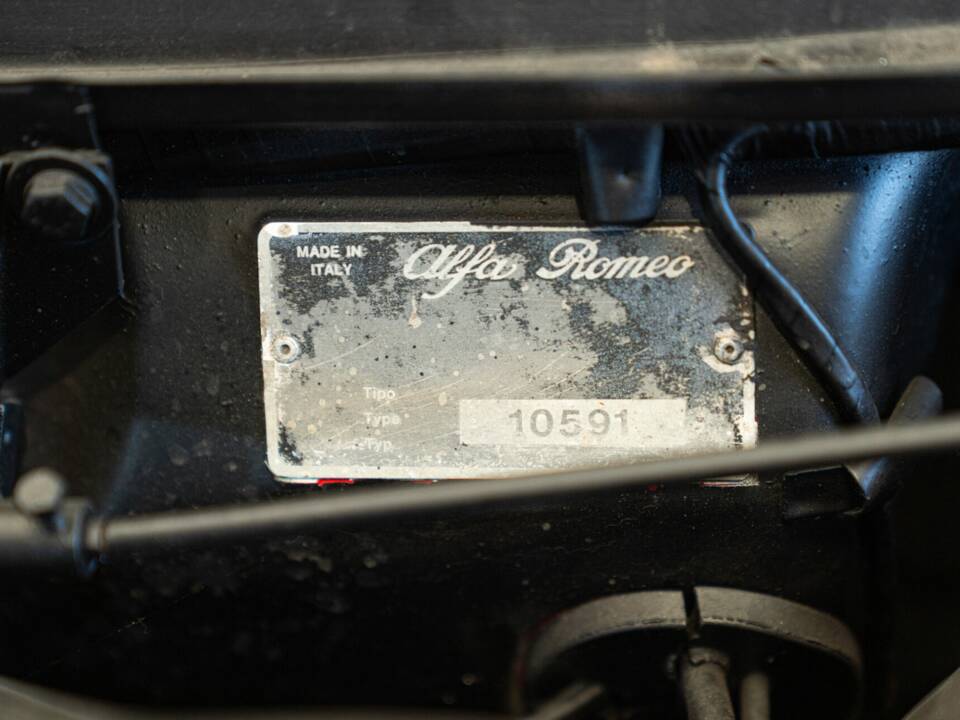 MADE IN
ITALY
Alfa Romeo
Tipo
Type
Typ
10591